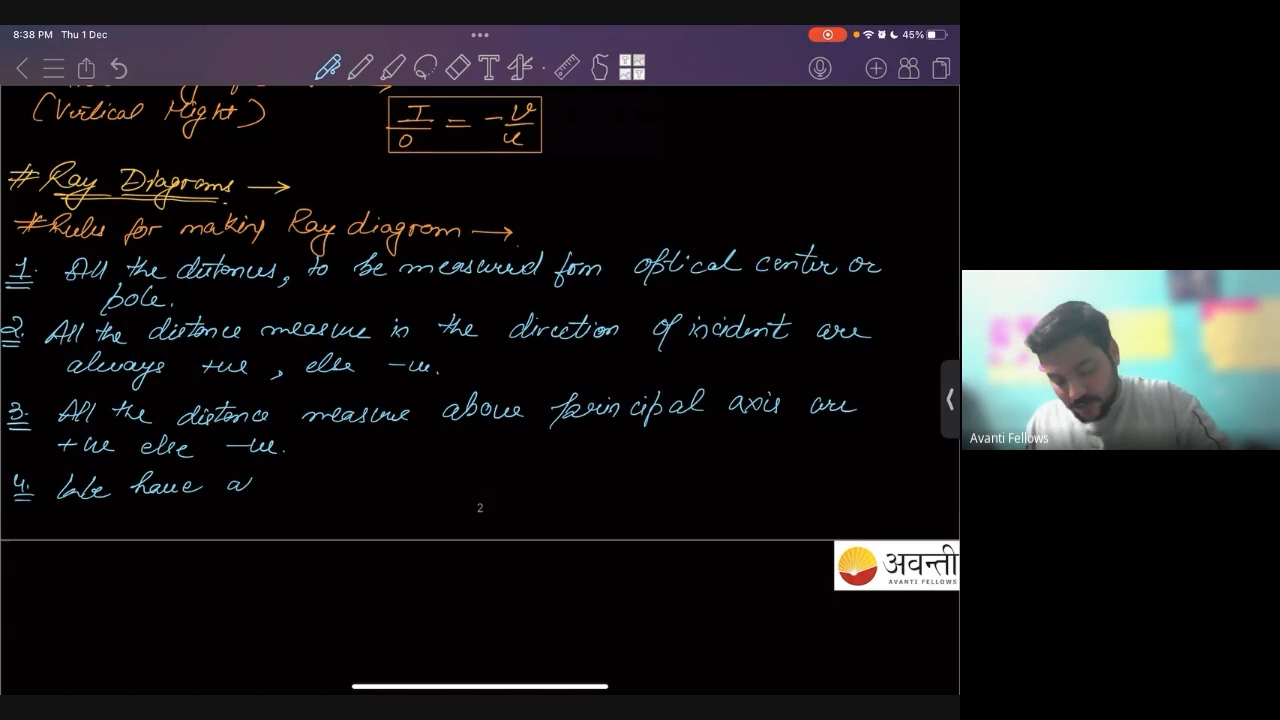 8:38 PM Thu 1 Dec
45%
(Vertical Hight)
I/O = -v/u
# Ray Diagrams →
# Rules for making Ray diagram →
1. All the distances, to be measured from optical center or
pole.
2. All the distance measure in the direction of incident are
always +ve, else -ve.
3. All the distance measure above principal axis are
+ve else -ve.
4. We have a
2
अवन्ती
AVANTI FELLOWS
Avanti Fellows